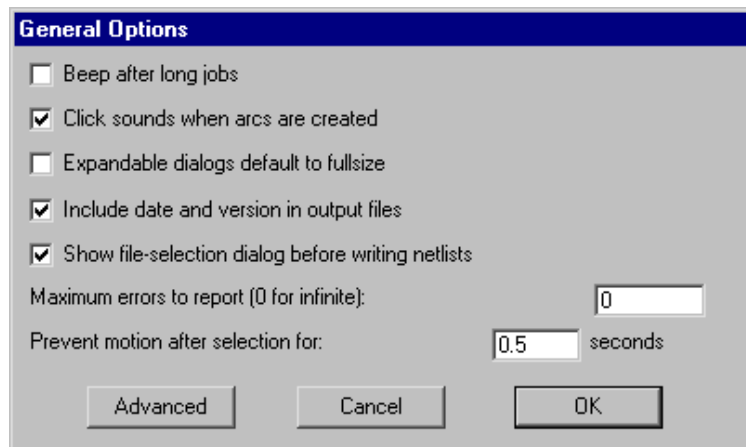 General Options
Beep after long jobs
Click sounds when arcs are created
Expandable dialogs default to fullsize
Include date and version in output files
Show file-selection dialog before writing netlists
Maximum errors to report (0 for infinite): 0
Prevent motion after selection for: 0.5 seconds
Advanced Cancel OK